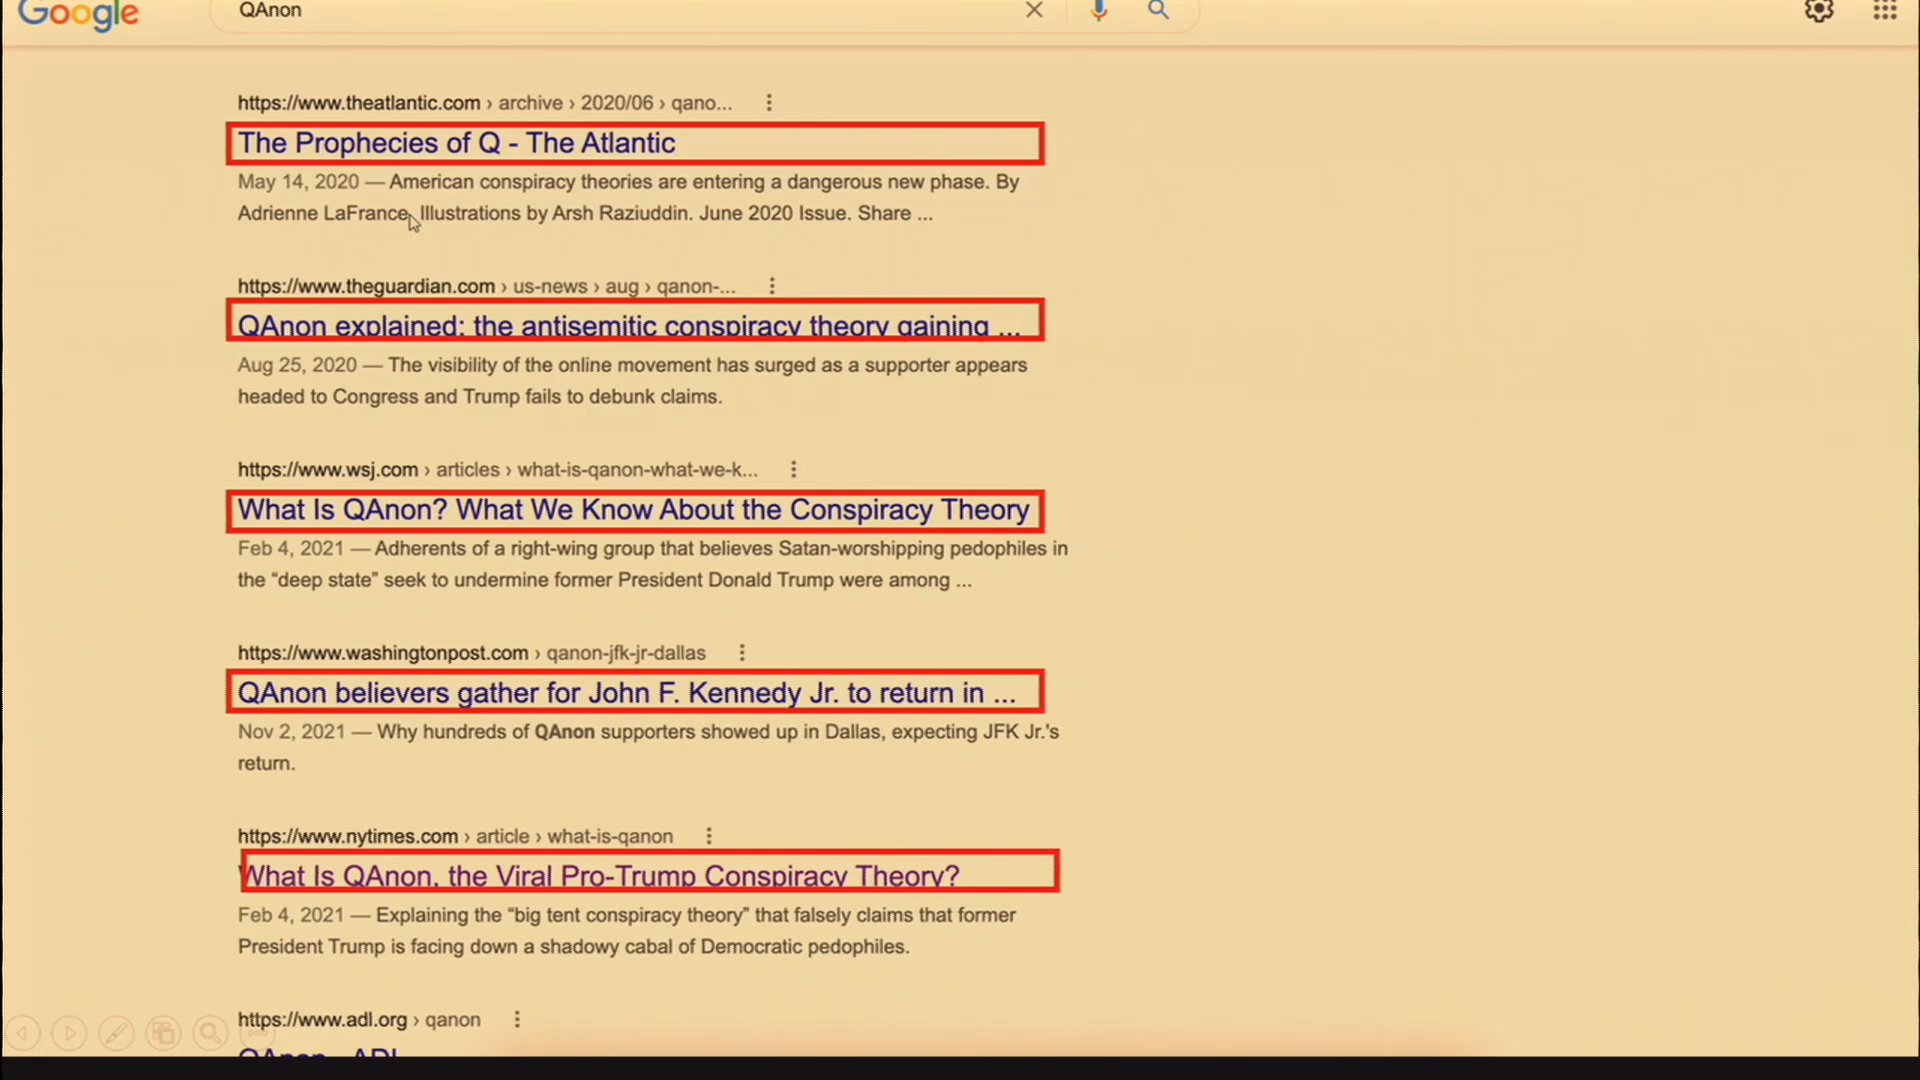 Google
QAnon
https://www.theatlantic.com › archive › 2020/06 › qano...
The Prophecies of Q - The Atlantic
May 14, 2020 — American conspiracy theories are entering a dangerous new phase. By
Adrienne LaFrance. Illustrations by Arsh Raziuddin. June 2020 Issue. Share ...
https://www.theguardian.com › us-news › aug › qanon-...
QAnon explained: the antisemitic conspiracy theory gaining ...
Aug 25, 2020 — The visibility of the online movement has surged as a supporter appears
headed to Congress and Trump fails to debunk claims.
https://www.wsj.com › articles › what-is-qanon-what-we-k...
What Is QAnon? What We Know About the Conspiracy Theory
Feb 4, 2021 — Adherents of a right-wing group that believes Satan-worshipping pedophiles in
the “deep state” seek to undermine former President Donald Trump were among ...
https://www.washingtonpost.com › qanon-jfk-jr-dallas
QAnon believers gather for John F. Kennedy Jr. to return in ...
Nov 2, 2021 — Why hundreds of QAnon supporters showed up in Dallas, expecting JFK Jr.'s
return.
https://www.nytimes.com › article › what-is-qanon
What Is QAnon, the Viral Pro-Trump Conspiracy Theory?
Feb 4, 2021 — Explaining the “big tent conspiracy theory” that falsely claims that former
President Trump is facing down a shadowy cabal of Democratic pedophiles.
https://www.adl.org › qanon
QAnon - ADL